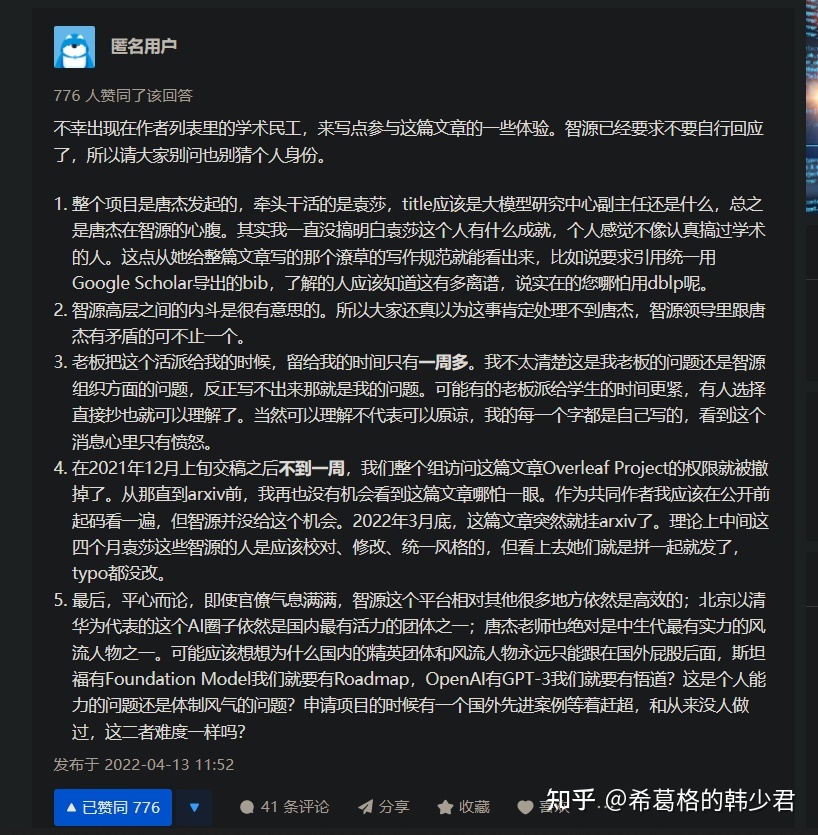 匿名用户
776 人赞同了该回答
不幸出现在作者列表里的学术民工，来写点参与这篇文章的一些体验。智源已经要求不要自行回应
了，所以请大家别问也别猜个人身份。
1. 整个项目是唐杰发起的，牵头干活的是袁莎，title应该是大模型研究中心副主任还是什么，总之
是唐杰在智源的心腹。其实我一直没搞明白袁莎这个人有什么成就，个人感觉不像认真搞过学术
的人。这点从她给整篇文章写的那个潦草的写作规范就能看出来，比如说要求引用统一用
Google Scholar导出的bib，了解的人应该知道这有多离谱，说实在的您哪怕用dblp呢。
2. 智源高层之间的内斗是很有意思的。所以大家还真以为这事肯定处理不到唐杰，智源领导里跟唐
杰有矛盾的可不止一个。
3. 老板把这个活派给我的时候，留给我的时间只有一周多。我不太清楚这是我老板的问题还是智源
组织方面的问题，反正写不出来那就是我的问题。可能有的老板派给学生的时间更紧，有人选择
直接抄也就可以理解了。当然可以理解不代表可以原谅，我的每一个字都是自己写的，看到这个
消息心里只有愤怒。
4. 在2021年12月上旬交稿之后不到一周，我们整个组访问这篇文章Overleaf Project的权限就被撤
掉了。从那直到arxiv前，我再也没有机会看到这篇文章哪怕一眼。作为共同作者我应该在公开前
起码看一遍，但智源并没给这个机会。2022年3月底，这篇文章突然就挂arxiv了。理论上中间这
四个月袁莎这些智源的人是应该校对、修改、统一风格的，但看上去她们就是拼一起就发了，
typo都没改。
5. 最后，平心而论，即使官僚气息满满，智源这个平台相对其他很多地方依然是高效的；北京以清
华为代表的这个AI圈子依然是国内最有活力的团体之一；唐杰老师也绝对是中生代最有实力的风
流人物之一。可能应该想想为什么国内的精英团体和风流人物永远只能跟在国外屁股后面，斯坦
福有Foundation Model我们就要有Roadmap，OpenAI有GPT-3我们就要有悟道？这是个人能
力的问题还是体制风气的问题？申请项目的时候有一个国外先进案例等着赶超，和从来没人做
过，这二者难度一样吗？
发布于 2022-04-13 11:52
已赞同 776 41 条评论 分享 收藏 喜欢
知乎 @希葛格的韩少君